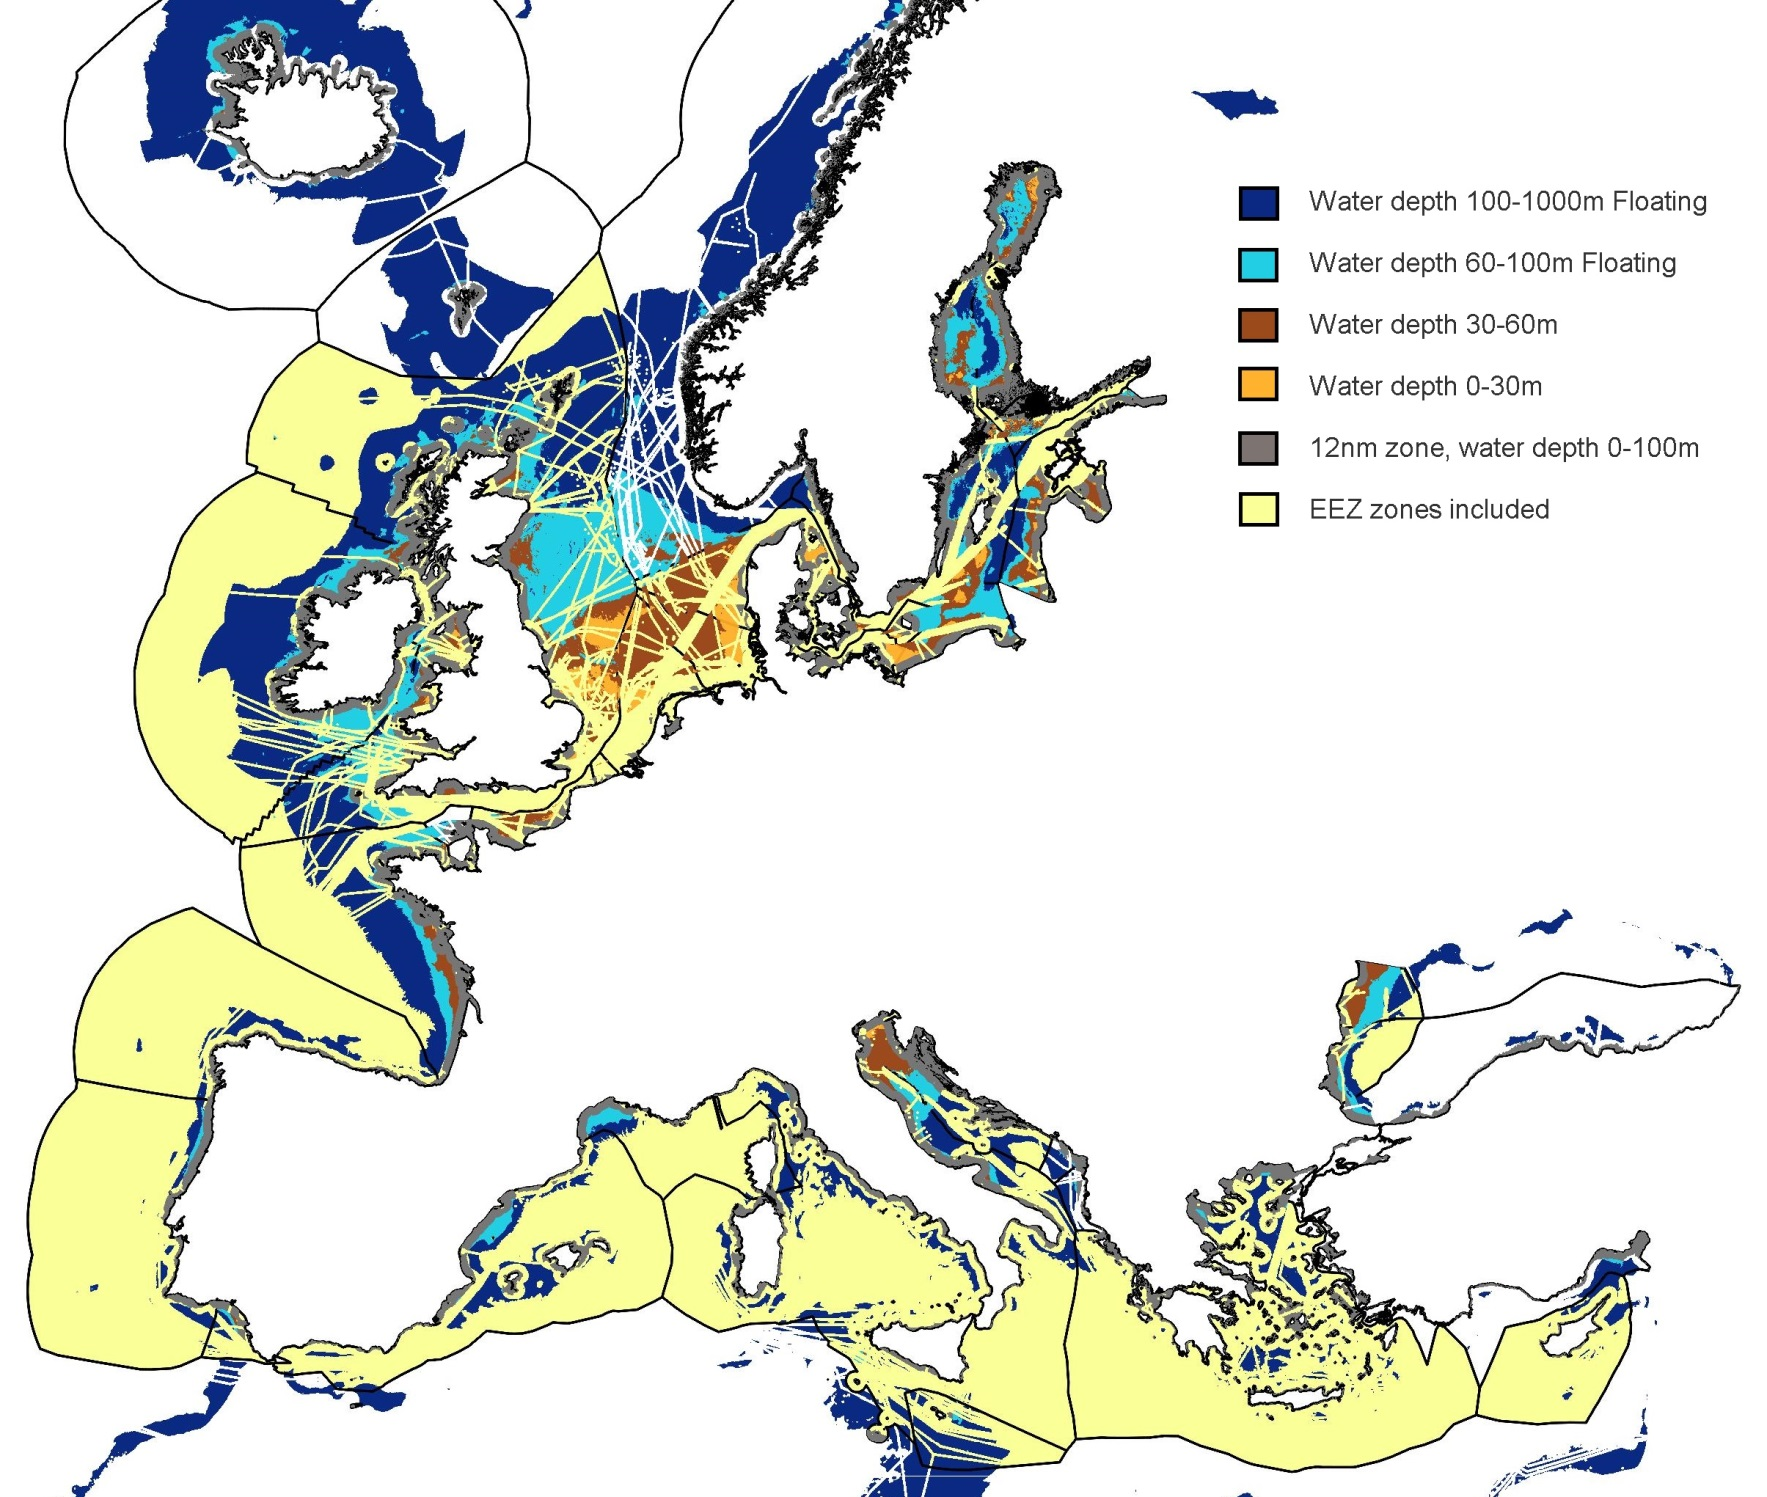 Water depth 100-1000m Floating
Water depth 60-100m Floating
Water depth 30-60m
Water depth 0-30m
12nm zone, water depth 0-100m
EEZ zones included